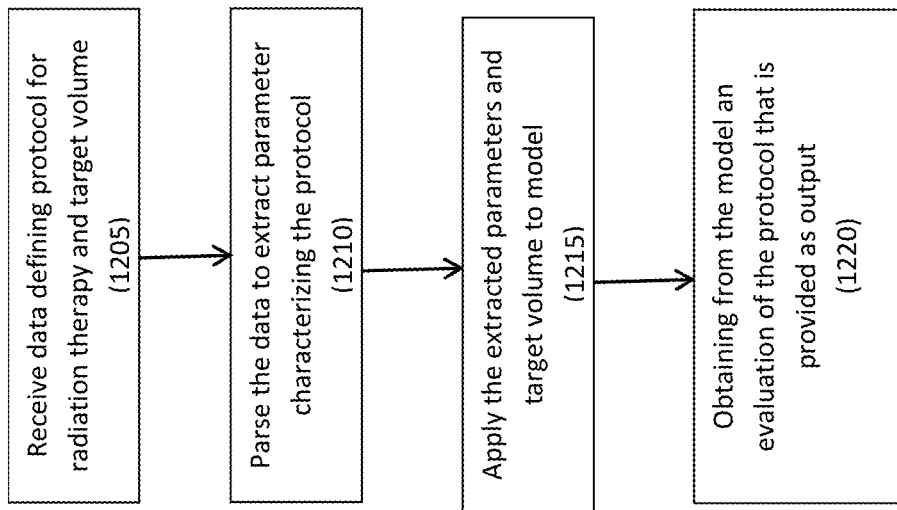 Receive data defining protocol for
radiation therapy and target volume
(1205)
Parse the data to extract parameter
characterizing the protocol
(1210)
Apply the extracted parameters and
target volume to model
(1215)
Obtaining from the model an
evaluation of the protocol that is
provided as output
(1220)